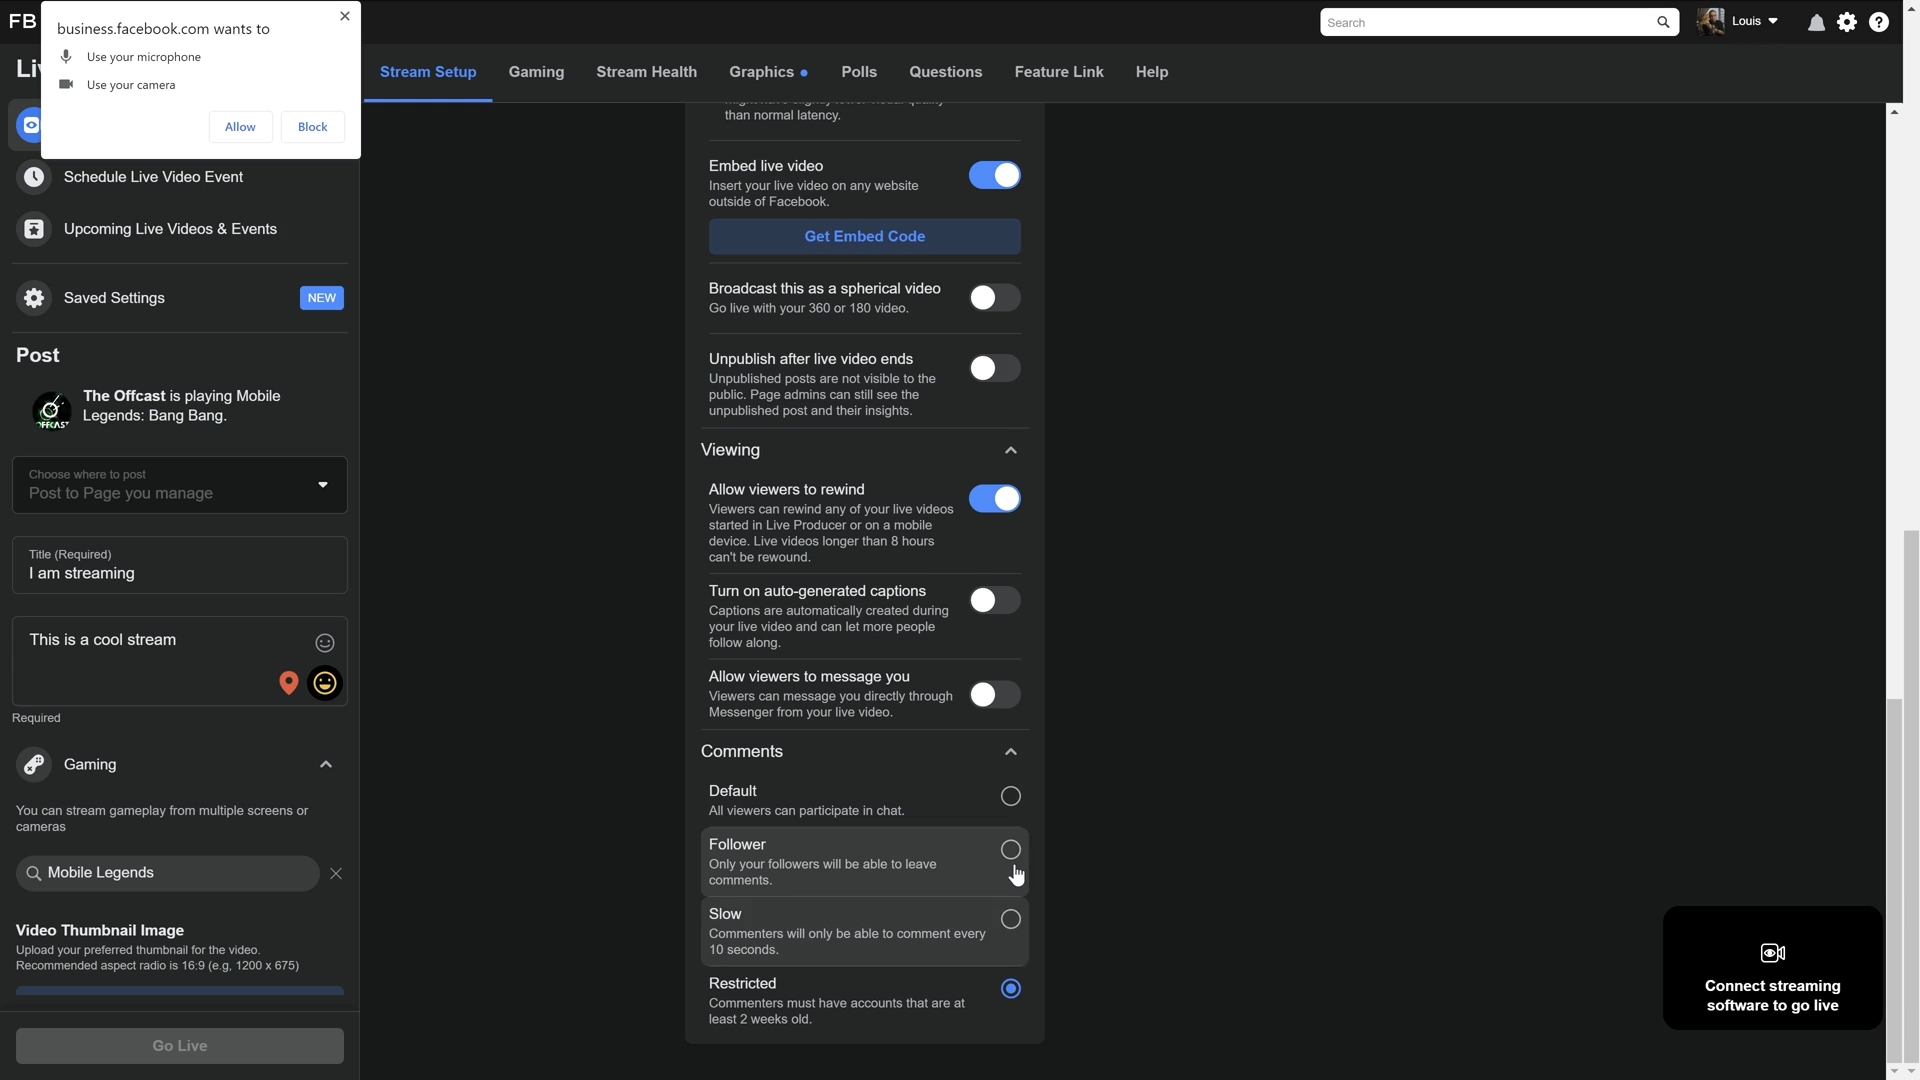 FB
business.facebook.com wants to
Use your microphone
Use your camera
Allow
Block
Search
Louis
Stream Setup
Gaming
Stream Health
Graphics
Polls
Questions
Feature Link
Help
Schedule Live Video Event
Upcoming Live Videos & Events
Saved Settings
NEW
Post
The Offcast is playing Mobile
Legends: Bang Bang.
Choose where to post
Post to Page you manage
Title (Required)
I am streaming
This is a cool stream
Required
Gaming
You can stream gameplay from multiple screens or
cameras
Mobile Legends
Video Thumbnail Image
Upload your preferred thumbnail for the video.
Recommended aspect radio is 16:9 (e.g, 1200 x 675)
Go Live
than normal latency.
Embed live video
Insert your live video on any website
outside of Facebook.
Get Embed Code
Broadcast this as a spherical video
Go live with your 360 or 180 video.
Unpublish after live video ends
Unpublished posts are not visible to the
public. Page admins can still see the
unpublished post and their insights.
Viewing
Allow viewers to rewind
Viewers can rewind any of your live videos
started in Live Producer or on a mobile
device. Live videos longer than 8 hours
can't be rewound.
Turn on auto-generated captions
Captions are automatically created during
your live video and can let more people
follow along.
Allow viewers to message you
Viewers can message you directly through
Messenger from your live video.
Comments
Default
All viewers can participate in chat.
Follower
Only your followers will be able to leave
comments.
Slow
Commenters will only be able to comment every
10 seconds.
Restricted
Commenters must have accounts that are at
least 2 weeks old.
Connect streaming
software to go live